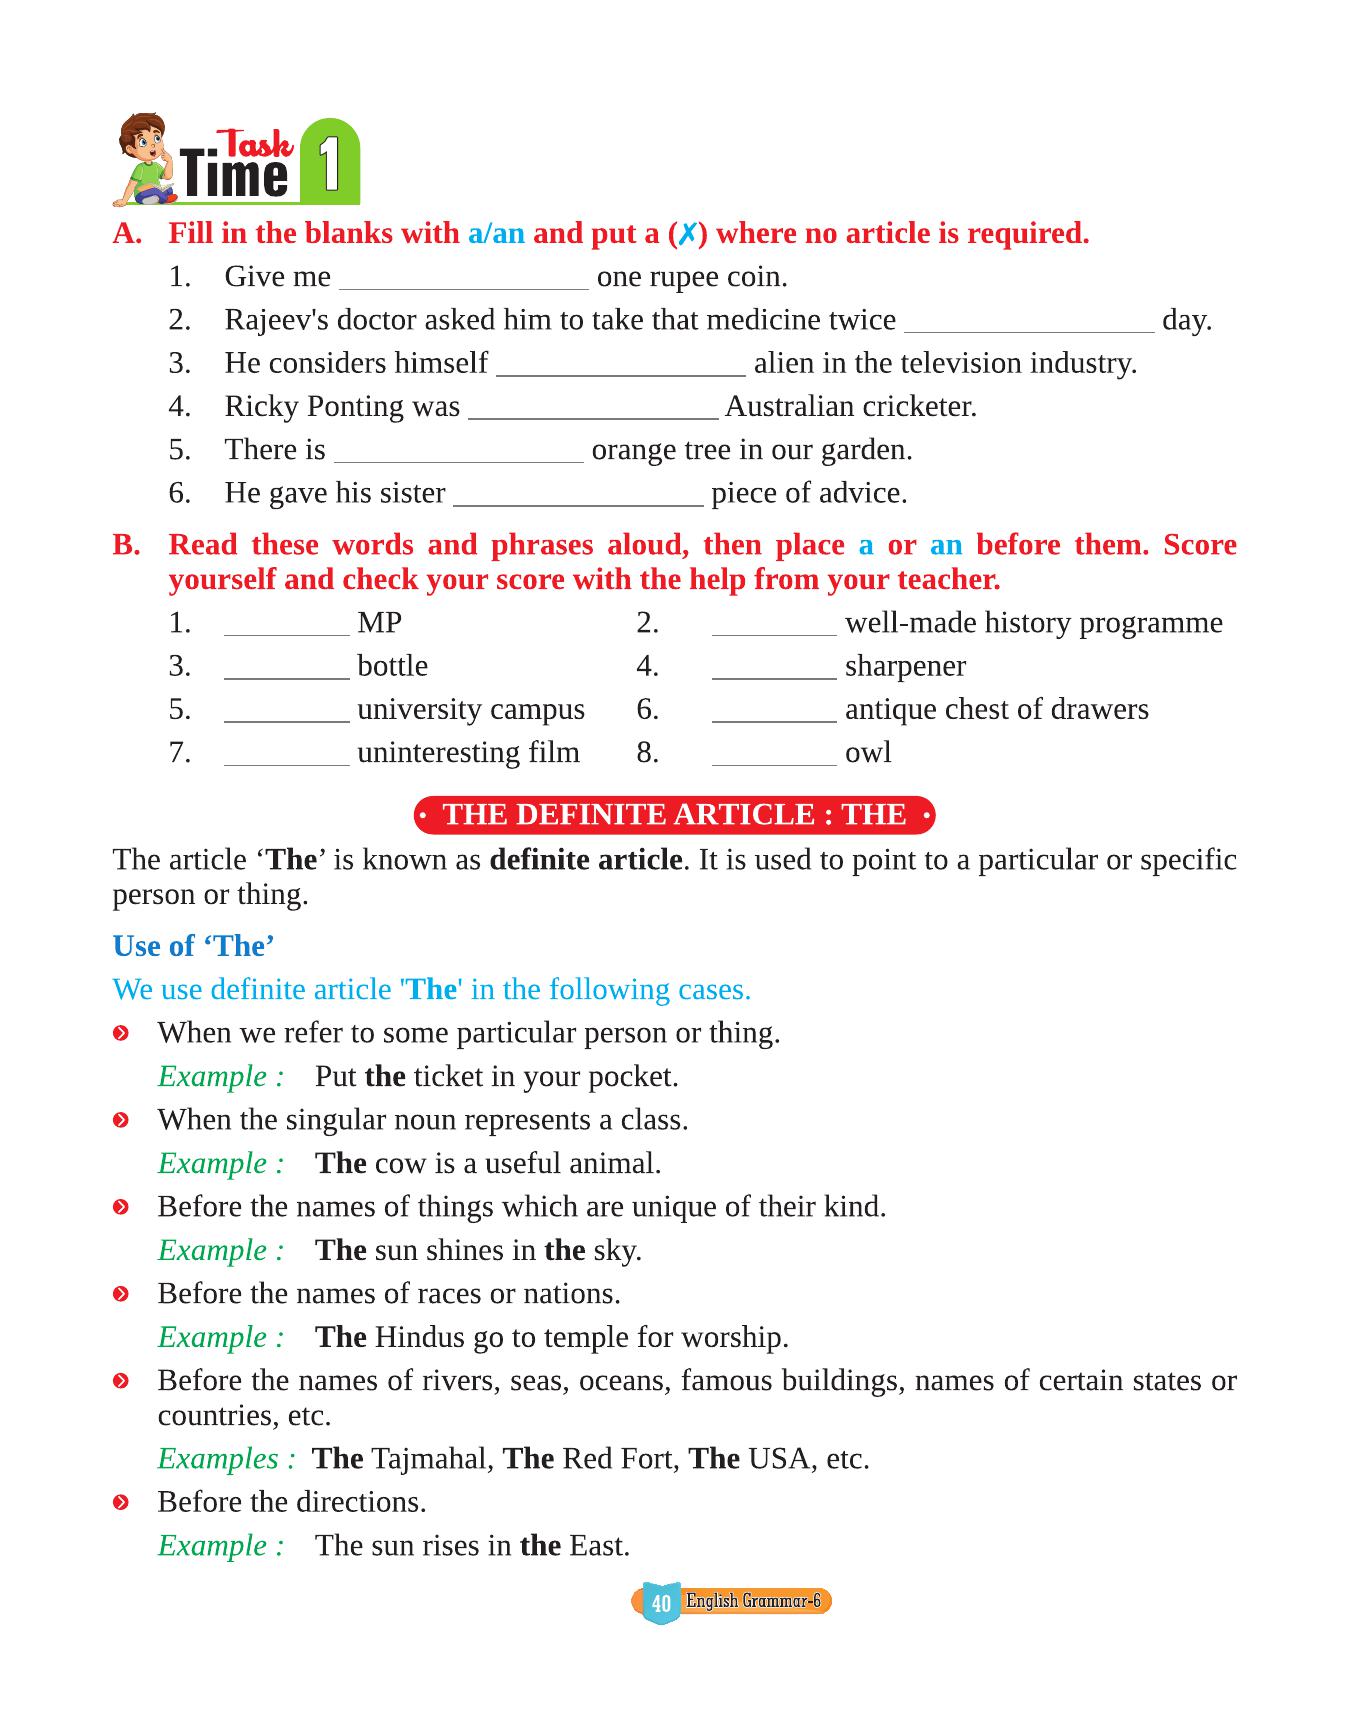 Task
Time 1
A. Fill in the blanks with a/an and put a (✗) where no article is required.
1. Give me ________________ one rupee coin.
2. Rajeev's doctor asked him to take that medicine twice ________________ day.
3. He considers himself ________________ alien in the television industry.
4. Ricky Ponting was ________________ Australian cricketer.
5. There is ________________ orange tree in our garden.
6. He gave his sister ________________ piece of advice.
B. Read these words and phrases aloud, then place a or an before them. Score
yourself and check your score with the help from your teacher.
1. ________ MP 2. ________ well-made history programme
3. ________ bottle 4. ________ sharpener
5. ________ university campus 6. ________ antique chest of drawers
7. ________ uninteresting film 8. ________ owl
• THE DEFINITE ARTICLE : THE •
The article ‘The’ is known as definite article. It is used to point to a particular or specific
person or thing.
Use of ‘The’
We use definite article 'The' in the following cases.
When we refer to some particular person or thing.
Example : Put the ticket in your pocket.
When the singular noun represents a class.
Example : The cow is a useful animal.
Before the names of things which are unique of their kind.
Example : The sun shines in the sky.
Before the names of races or nations.
Example : The Hindus go to temple for worship.
Before the names of rivers, seas, oceans, famous buildings, names of certain states or
countries, etc.
Examples : The Tajmahal, The Red Fort, The USA, etc.
Before the directions.
Example : The sun rises in the East.
40 English Grammar-6